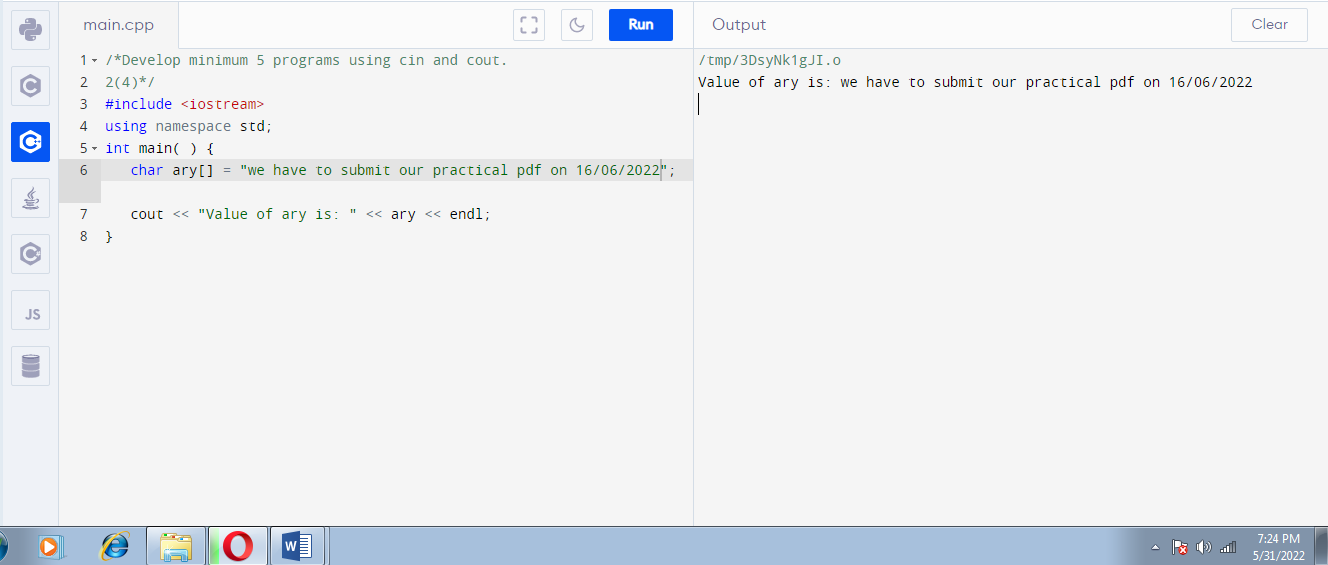 main.cpp
Run
Output
Clear
1 /*Develop minimum 5 programs using cin and cout.
2 2(4)*/
3 #include <iostream>
4 using namespace std;
5 int main( ) {
6 char ary[] = "we have to submit our practical pdf on 16/06/2022";
7 cout << "Value of ary is: " << ary << endl;
8 }
/tmp/3DsyNk1gJI.o
Value of ary is: we have to submit our practical pdf on 16/06/2022
JS
W
7:24 PM
5/31/2022